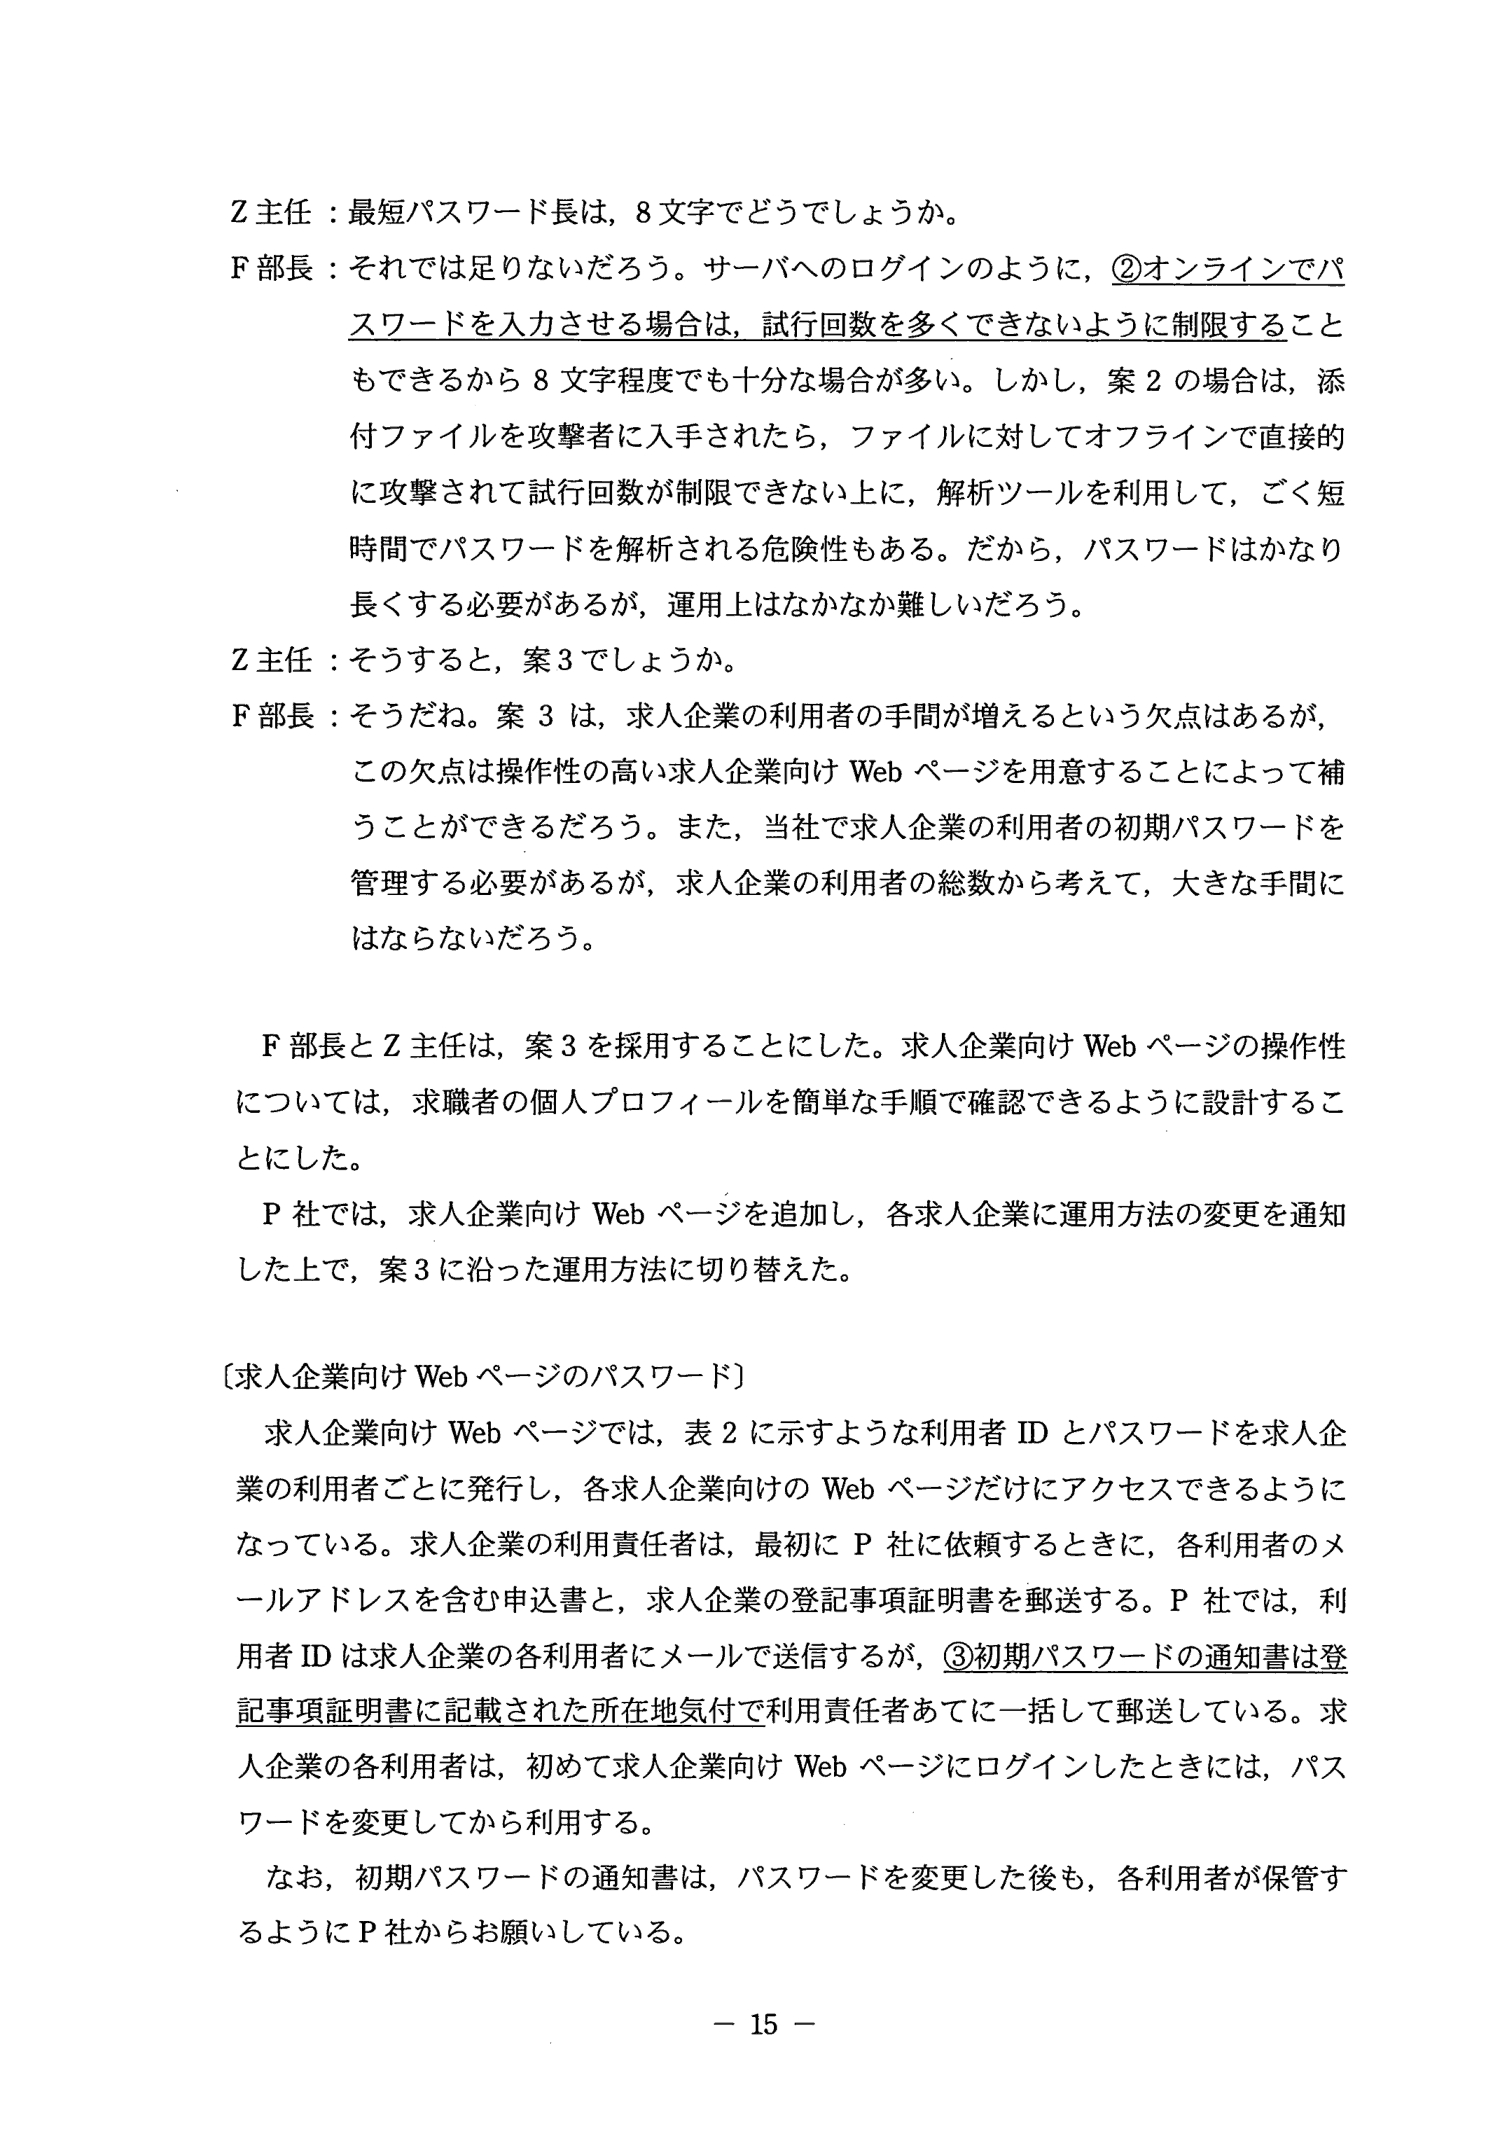 Z主任 ：最短パスワード長は，8文字でどうでしょうか。
F部長 ：それでは足りないだろう。サーバへのログインのように，②オンラインでパ
スワードを入力させる場合は，試行回数を多くできないように制限すること
もできるから 8 文字程度でも十分な場合が多い。しかし，案 2 の場合は，添
付ファイルを攻撃者に入手されたら，ファイルに対してオフラインで直接的
に攻撃されて試行回数が制限できない上に，解析ツールを利用して，ごく短
時間でパスワードを解析される危険性もある。だから，パスワードはかなり
長くする必要があるが，運用上はなかなか難しいだろう。
Z主任 ：そうすると，案3でしょうか。
F部長 ：そうだね。案 3 は，求人企業の利用者の手間が増えるという欠点はあるが，
この欠点は操作性の高い求人企業向け Web ページを用意することによって補
うことができるだろう。また，当社で求人企業の利用者の初期パスワードを
管理する必要があるが，求人企業の利用者の総数から考えて，大きな手間に
はならないだろう。
F 部長と Z 主任は，案 3 を採用することにした。求人企業向け Web ページの操作性
については，求職者の個人プロフィールを簡単な手順で確認できるように設計するこ
とにした。
P 社では，求人企業向け Web ページを追加し，各求人企業に運用方法の変更を通知
した上で，案3に沿った運用方法に切り替えた。
〔求人企業向け Web ページのパスワード〕
求人企業向け Web ページでは，表 2 に示すような利用者 ID とパスワードを求人企
業の利用者ごとに発行し，各求人企業向けの Web ページだけにアクセスできるように
なっている。求人企業の利用責任者は，最初に P 社に依頼するときに，各利用者のメ
ールアドレスを含む申込書と，求人企業の登記事項証明書を郵送する。P 社では，利
用者 ID は求人企業の各利用者にメールで送信するが，③初期パスワードの通知書は登
記事項証明書に記載された所在地気付で利用責任者あてに一括して郵送している。求
人企業の各利用者は，初めて求人企業向け Web ページにログインしたときには，パス
ワードを変更してから利用する。
なお，初期パスワードの通知書は，パスワードを変更した後も，各利用者が保管す
るように P 社からお願いしている。
－ 15 －